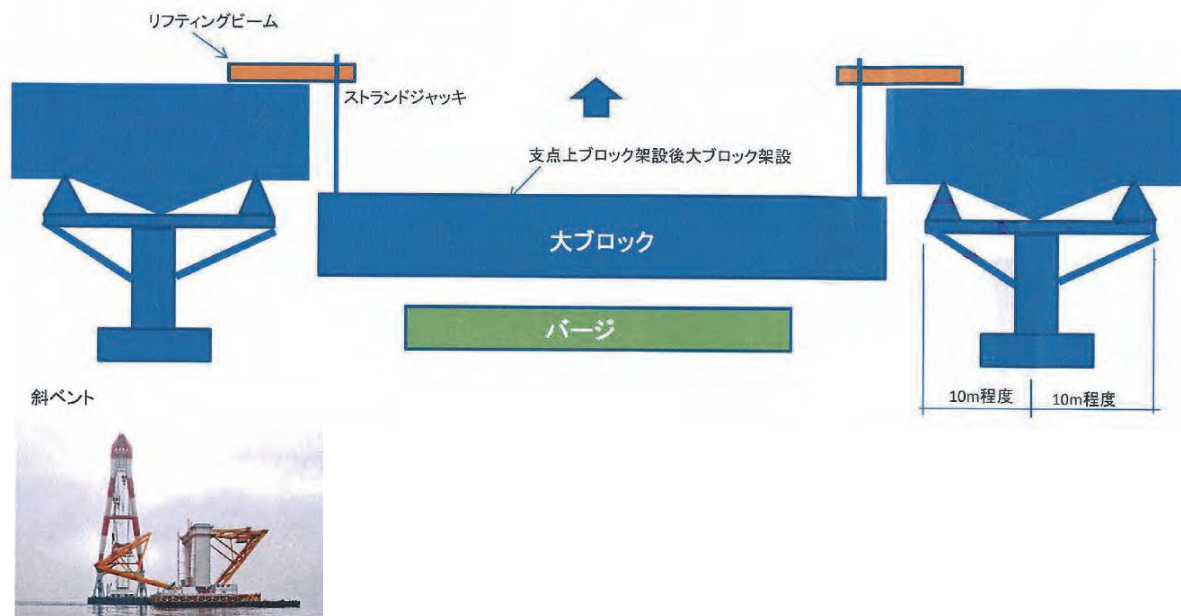 リフティングビーム
ストランドジャッキ
支点上ブロック架設後大ブロック架設
大ブロック
バージ
10m程度
10m程度
斜ベント